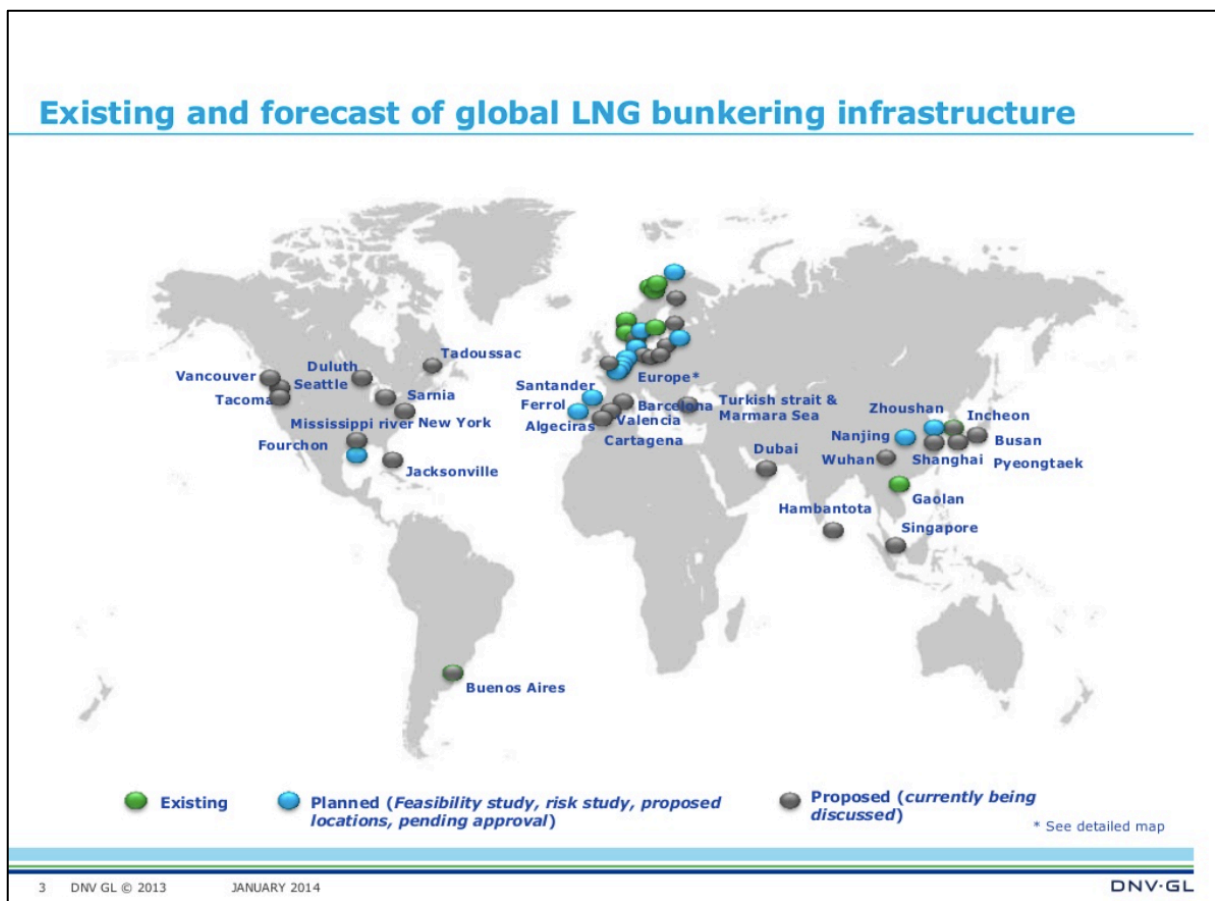 Existing and forecast of global LNG bunkering infrastructure
Tadoussac
Duluth
Vancouver
Seattle
Sarnia
Tacoma
Mississippi river
New York
Fourchon
Jacksonville
Santander
Europe*
Ferrol
Barcelona
Turkish strait &
Marmara Sea
Algeciras
Valencia
Cartagena
Zhoushan
Incheon
Nanjing
Busan
Dubai
Wuhan
Shanghai
Pyeongtaek
Gaolan
Hambantota
Singapore
Buenos Aires
Existing
Planned (Feasibility study, risk study, proposed
locations, pending approval)
Proposed (currently being
discussed)
* See detailed map
3 DNV GL © 2013 JANUARY 2014
DNV·GL